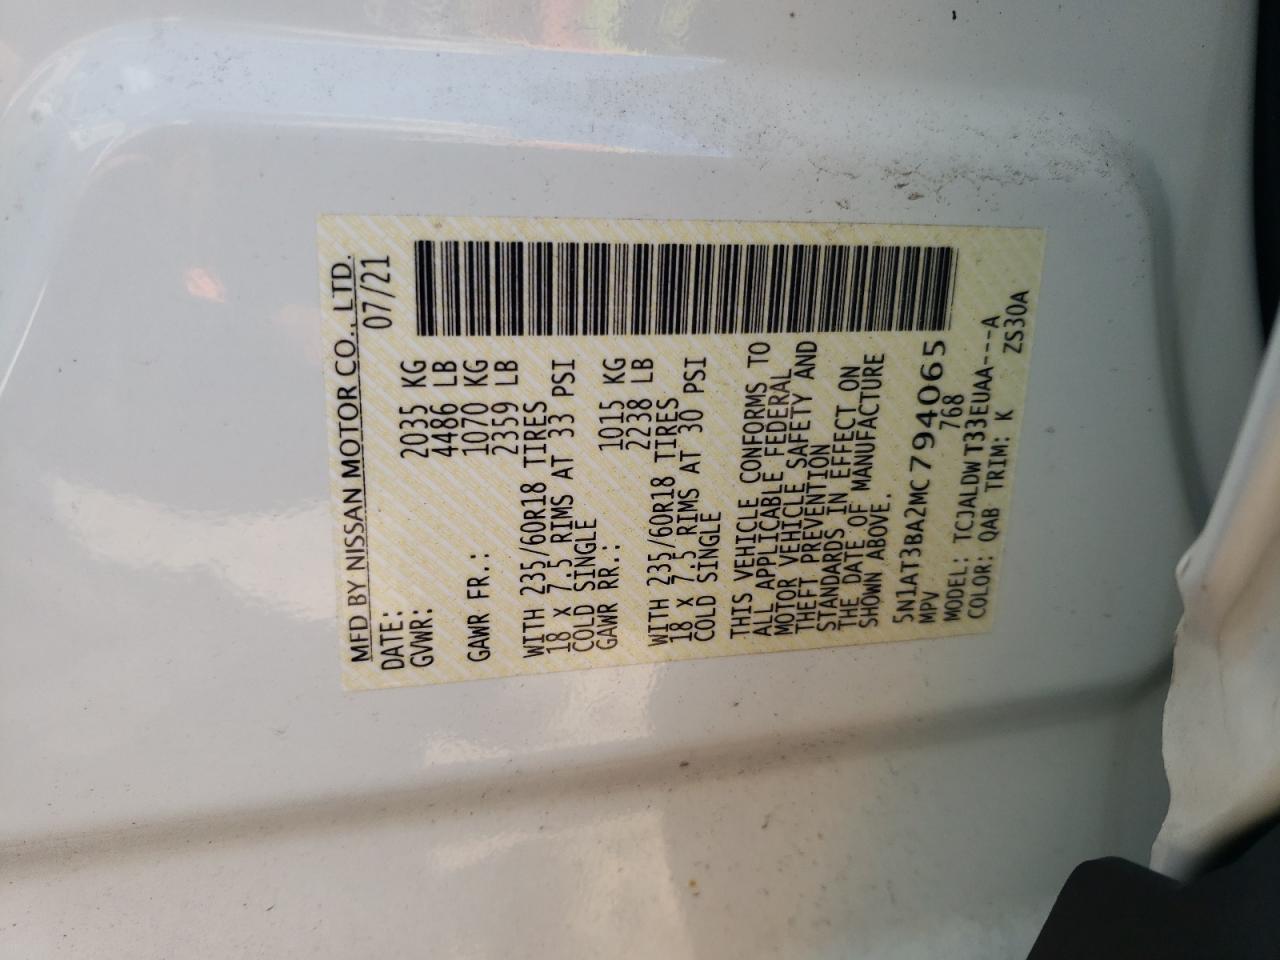 MFD BY NISSAN MOTOR CO., LTD.
DATE: 07/21
GVWR: 2035 KG
4486 LB
GAWR FR.: 1070 KG
2359 LB
WITH 235/60R18 TIRES
18 X 7.5 RIMS AT 33 PSI
COLD SINGLE
GAWR RR.: 1015 KG
2238 LB
WITH 235/60R18 TIRES
18 X 7.5 RIMS AT 30 PSI
COLD SINGLE
THIS VEHICLE CONFORMS TO
ALL APPLICABLE FEDERAL
MOTOR VEHICLE SAFETY AND
THEFT PREVENTION
STANDARDS IN EFFECT ON
THE DATE OF MANUFACTURE
SHOWN ABOVE.
5N1AT3BA2MC794065
MPV 768
MODEL: TCJALDWT33EUAA---A
COLOR: QAB TRIM: K ZS30A